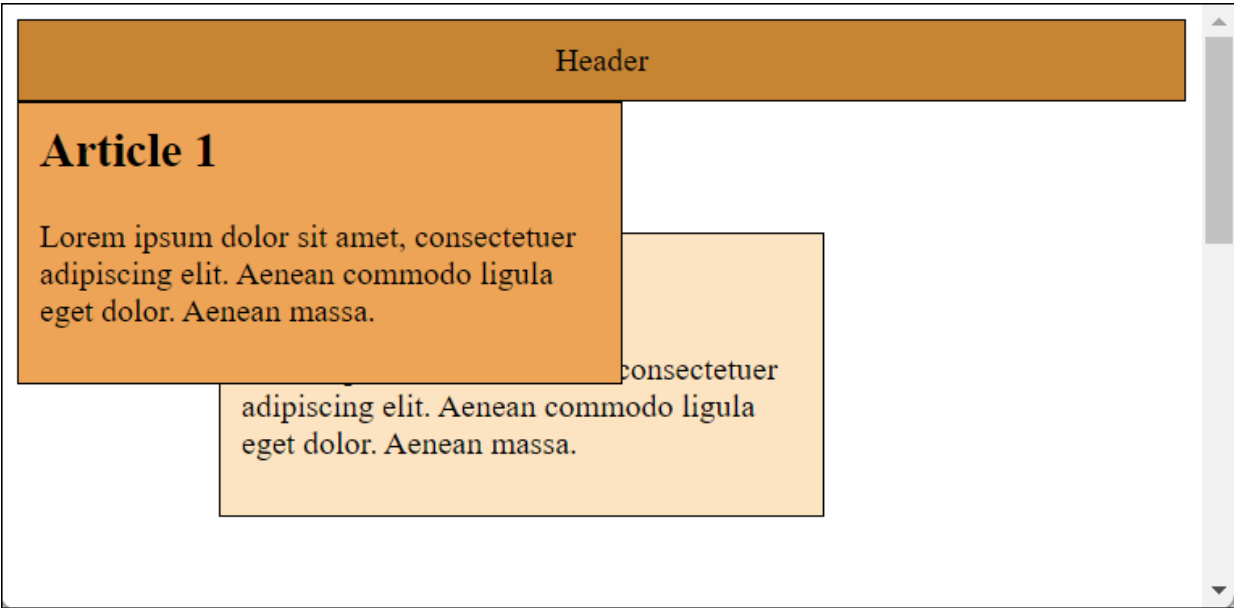 Header
Article 1
Lorem ipsum dolor sit amet, consectetuer
adipiscing elit. Aenean commodo ligula
eget dolor. Aenean massa.
consectetuer
adipiscing elit. Aenean commodo ligula
eget dolor. Aenean massa.